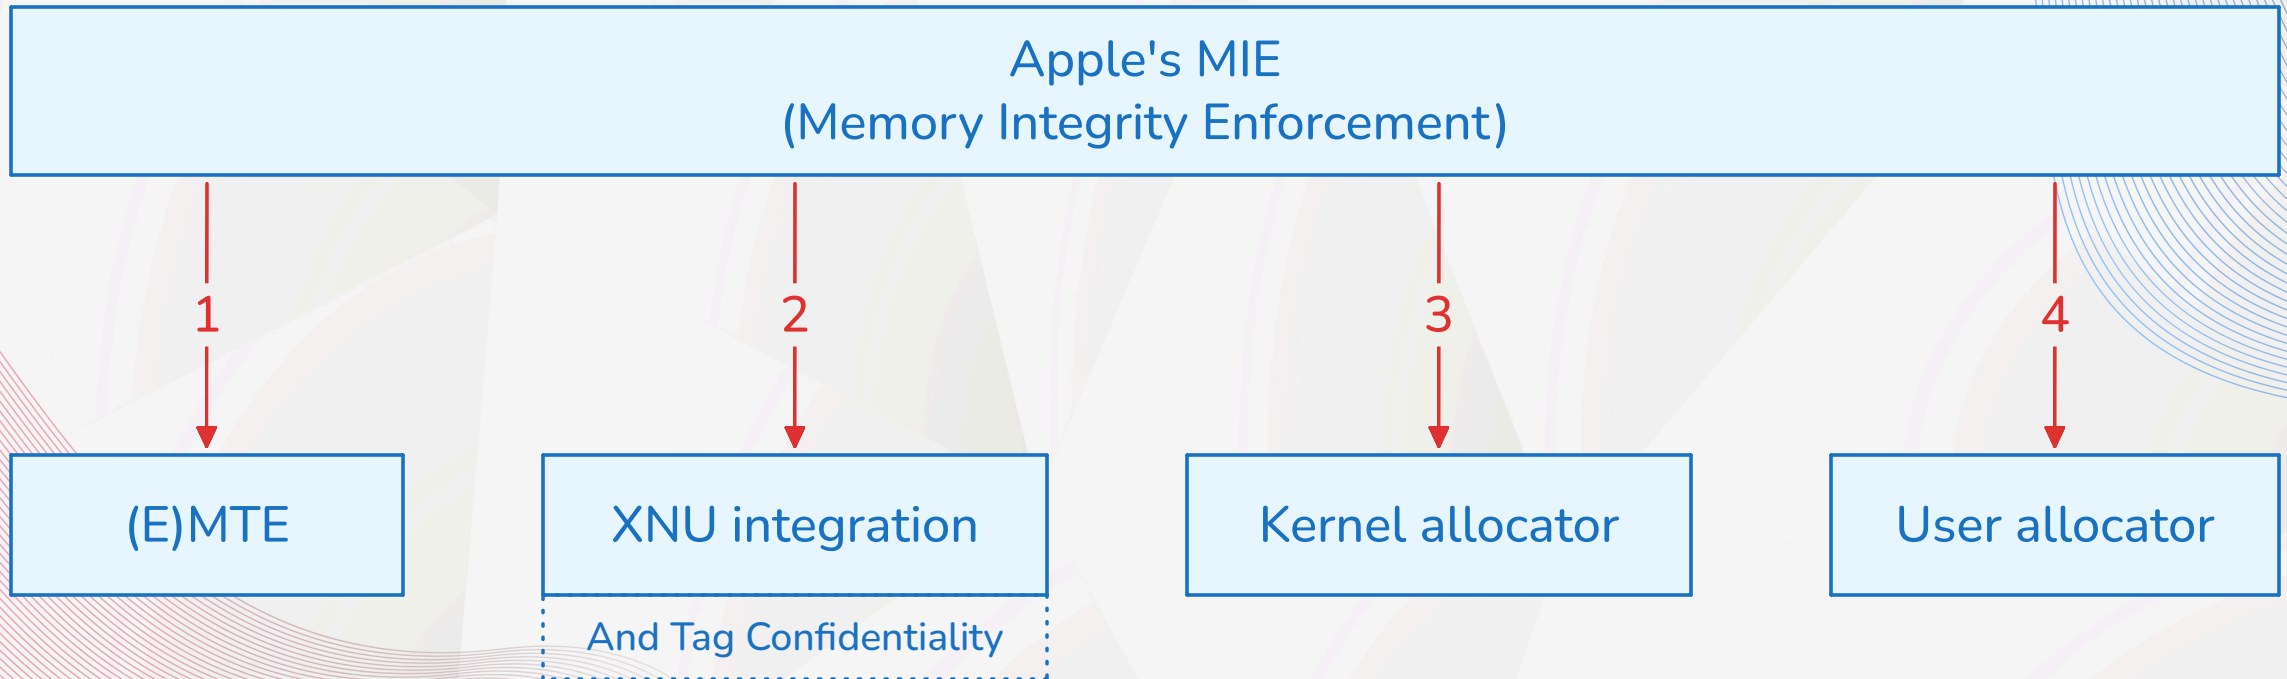 Apple's MIE
(Memory Integrity Enforcement)
1
2
3
4
(E)MTE
XNU integration
Kernel allocator
User allocator
And Tag Confidentiality